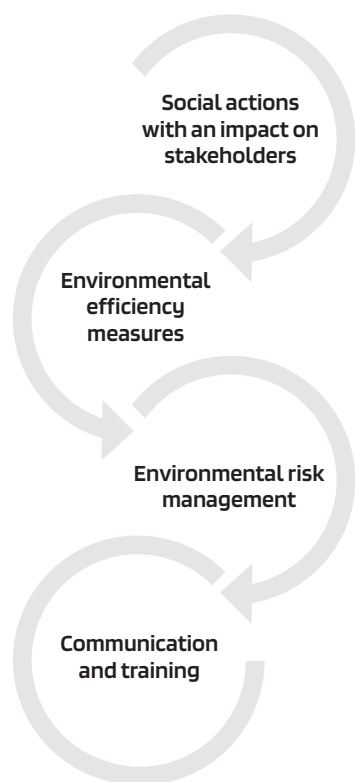 Social actions
with an impact on
stakeholders
Environmental
efficiency
measures
Environmental risk
management
Communication
and training